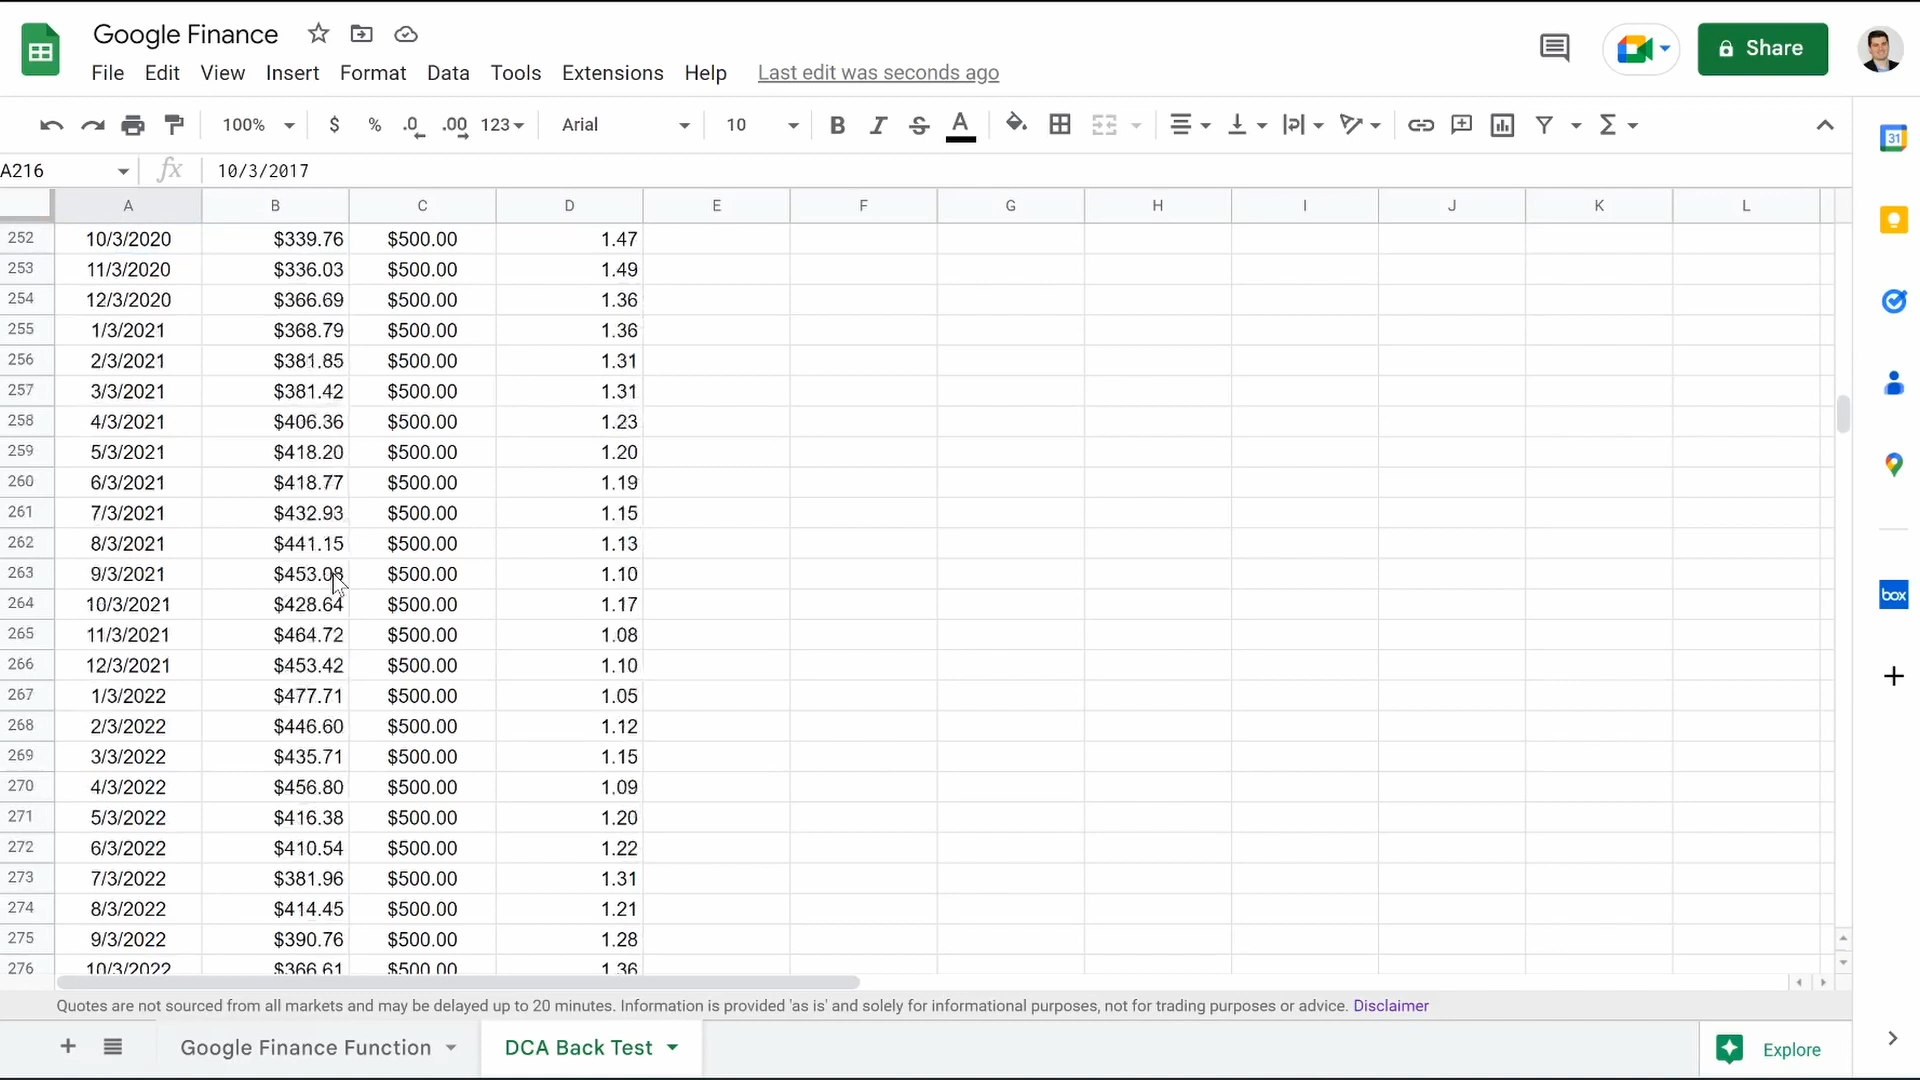 Google Finance
File Edit View Insert Format Data Tools Extensions Help Last edit was seconds ago
Share
31
100% $ % .0 .00 123 Arial 10 B I S A Σ
A216 fx 10/3/2017
A B C D E F G H I J K L
252 10/3/2020 $339.76 $500.00 1.47
253 11/3/2020 $336.03 $500.00 1.49
254 12/3/2020 $366.69 $500.00 1.36
255 1/3/2021 $368.79 $500.00 1.36
256 2/3/2021 $381.85 $500.00 1.31
257 3/3/2021 $381.42 $500.00 1.31
258 4/3/2021 $406.36 $500.00 1.23
259 5/3/2021 $418.20 $500.00 1.20
260 6/3/2021 $418.77 $500.00 1.19
261 7/3/2021 $432.93 $500.00 1.15
262 8/3/2021 $441.15 $500.00 1.13
263 9/3/2021 $453.08 $500.00 1.10
264 10/3/2021 $428.64 $500.00 1.17
265 11/3/2021 $464.72 $500.00 1.08
266 12/3/2021 $453.42 $500.00 1.10
267 1/3/2022 $477.71 $500.00 1.05
268 2/3/2022 $446.60 $500.00 1.12
269 3/3/2022 $435.71 $500.00 1.15
270 4/3/2022 $456.80 $500.00 1.09
271 5/3/2022 $416.38 $500.00 1.20
272 6/3/2022 $410.54 $500.00 1.22
273 7/3/2022 $381.96 $500.00 1.31
274 8/3/2022 $414.45 $500.00 1.21
275 9/3/2022 $390.76 $500.00 1.28
276 10/3/2022 $366.61 $500.00 1.36
box
Quotes are not sourced from all markets and may be delayed up to 20 minutes. Information is provided 'as is' and solely for informational purposes, not for trading purposes or advice. Disclaimer
Google Finance Function DCA Back Test Explore